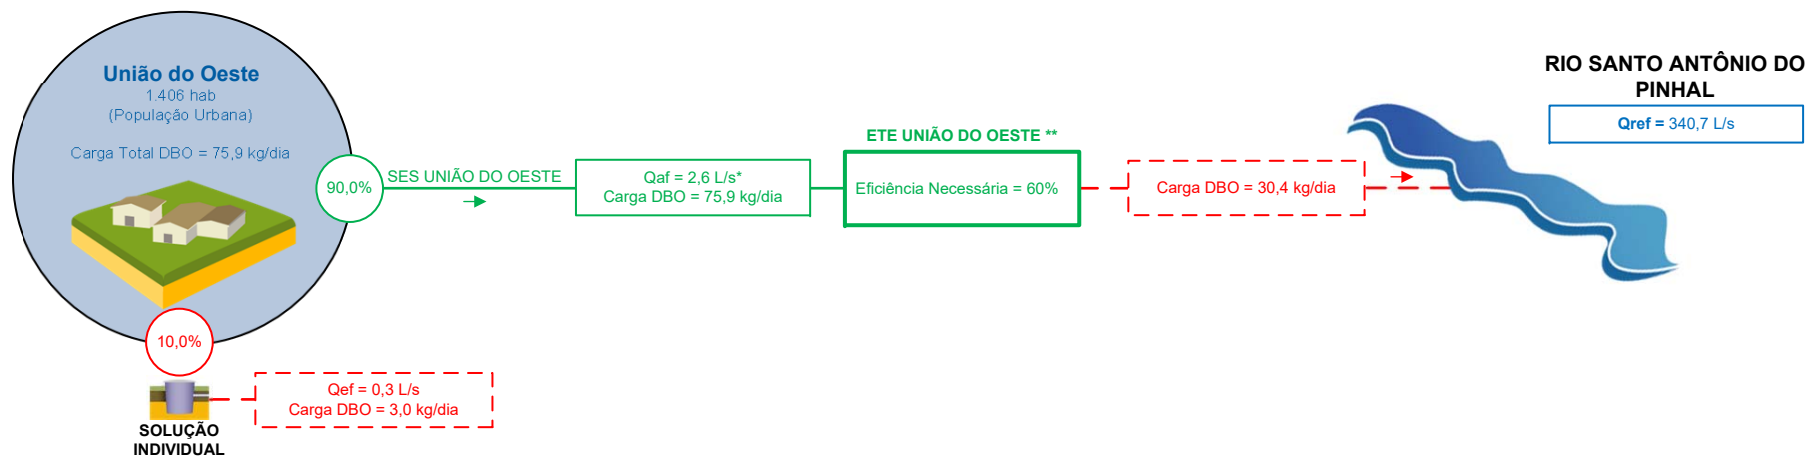 União do Oeste
1.406 hab
(População Urbana)
Carga Total DBO = 75,9 kg/dia
90,0%
SES UNIÃO DO OESTE
Qaf = 2,6 L/s*
Carga DBO = 75,9 kg/dia
ETE UNIÃO DO OESTE **
Eficiência Necessária = 60%
Carga DBO = 30,4 kg/dia
RIO SANTO ANTÔNIO DO
PINHAL
Qref = 340,7 L/s
10,0%
Qef = 0,3 L/s
Carga DBO = 3,0 kg/dia
SOLUÇÃO
INDIVIDUAL